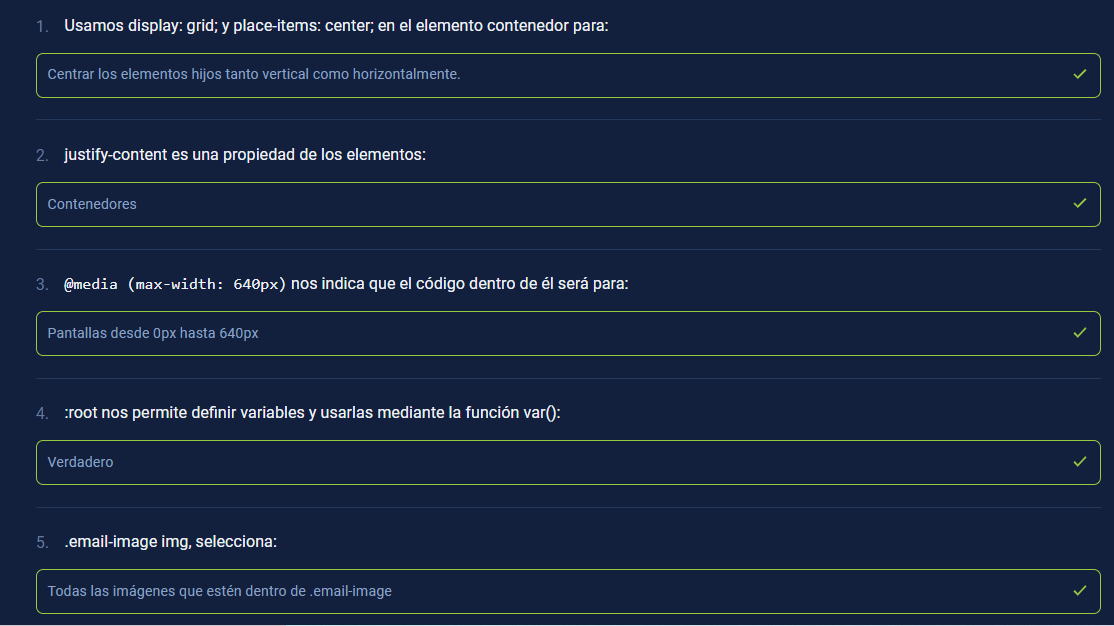 1. Usamos display: grid; y place-items: center; en el elemento contenedor para:
Centrar los elementos hijos tanto vertical como horizontalmente.
2. justify-content es una propiedad de los elementos:
Contenedores
3. @media (max-width: 640px) nos indica que el código dentro de él será para:
Pantallas desde 0px hasta 640px
4. :root nos permite definir variables y usarlas mediante la función var():
Verdadero
5. .email-image img, selecciona:
Todas las imágenes que estén dentro de .email-image